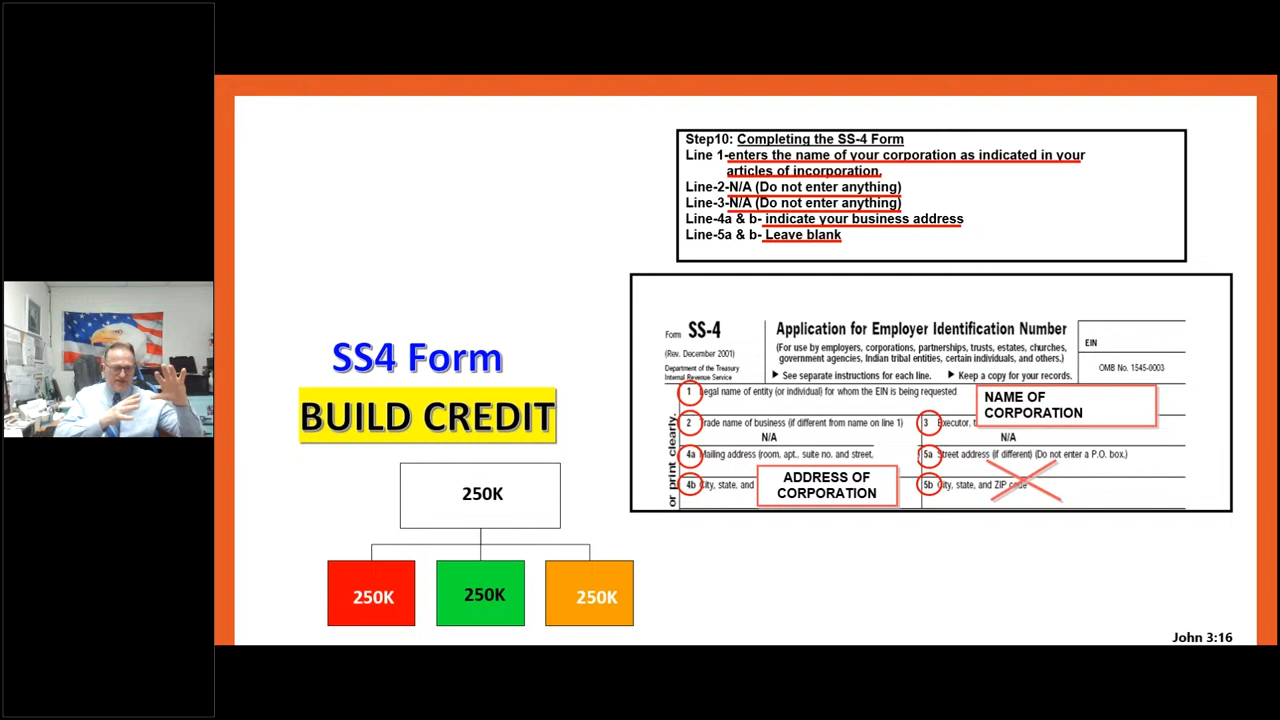 Step10: Completing the SS-4 Form
Line 1-enters the name of your corporation as indicated in your
articles of incorporation.
Line-2-N/A (Do not enter anything)
Line-3-N/A (Do not enter anything)
Line-4a & b- indicate your business address
Line-5a & b- Leave blank
SS4 Form
BUILD CREDIT
250K
250K
250K
250K
Form SS-4
(Rev. December 2001)
Department of the Treasury
Internal Revenue Service
Application for Employer Identification Number
(For use by employers, corporations, partnerships, trusts, estates, churches,
government agencies, Indian tribal entities, certain individuals, and others.)
▶ See separate instructions for each line. ▶ Keep a copy for your records.
EIN
OMB No. 1545-0003
or print clearly.
1 Legal name of entity (or individual) for whom the EIN is being requested
NAME OF
CORPORATION
2 Trade name of business (if different from name on line 1)
N/A
3 Executor,
N/A
4a Mailing address (room, apt., suite no. and street,
5a Street address (if different) (Do not enter a P.O. box.)
4b City, state, and
ADDRESS OF
CORPORATION
5b City, state, and ZIP code
John 3:16